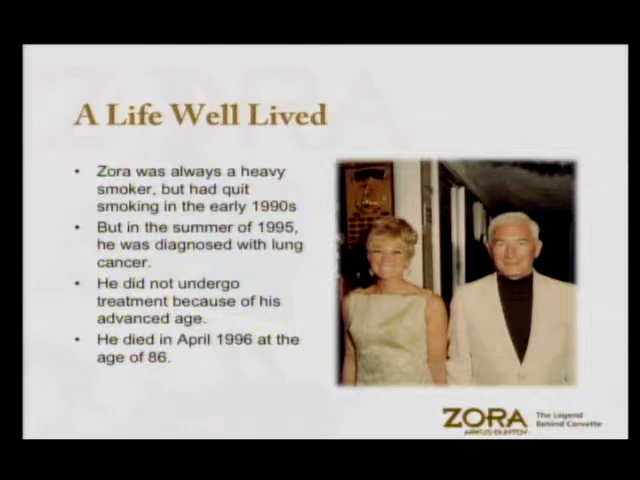 A Life Well Lived
• Zora was always a heavy
smoker, but had quit
smoking in the early 1990s
• But in the summer of 1995,
he was diagnosed with lung
cancer.
• He did not undergo
treatment because of his
advanced age.
• He died in April 1996 at the
age of 86.
ZORA
ARKUS-DUNTOV
The Legend
Behind Corvette